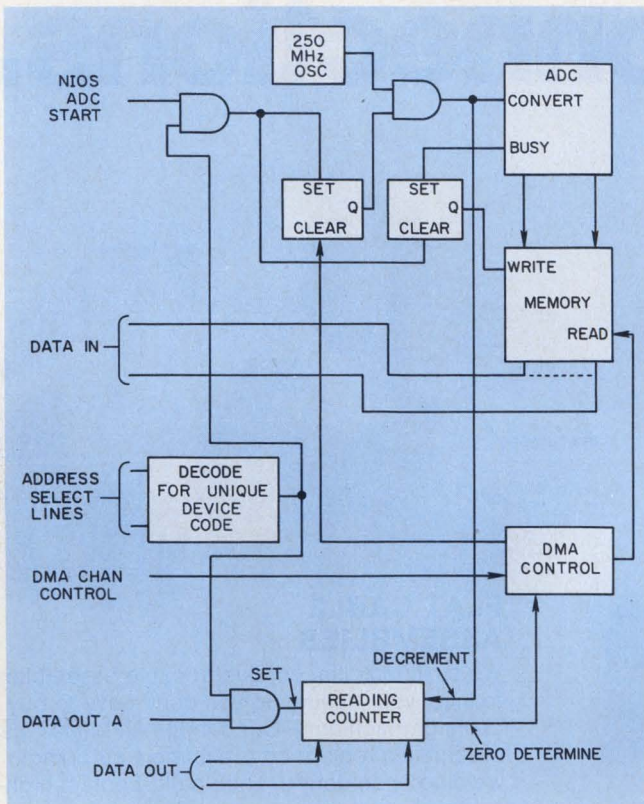 250
MHz
OSC
NIOS
ADC
START
ADC
CONVERT
BUSY
SET
Q
CLEAR
SET
Q
CLEAR
WRITE
MEMORY
READ
DATA IN
ADDRESS
SELECT
LINES
DECODE
FOR UNIQUE
DEVICE
CODE
DMA
CONTROL
DMA CHAN
CONTROL
DECREMENT
SET
DATA OUT A
READING
COUNTER
ZERO DETERMINE
DATA OUT